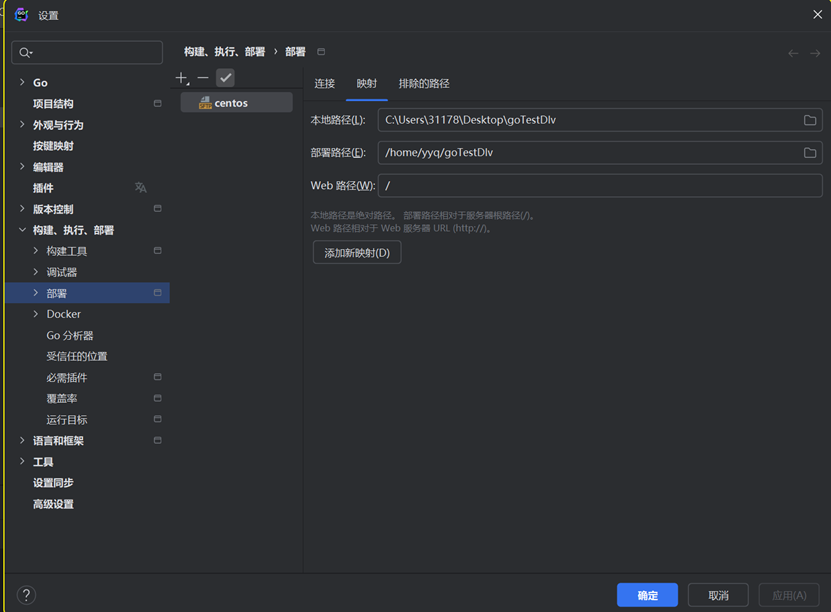 设置
Go
项目结构
外观与行为
按键映射
编辑器
插件
版本控制
构建、执行、部署
构建工具
调试器
部署
Docker
Go 分析器
受信任的位置
必需插件
覆盖率
运行目标
语言和框架
工具
设置同步
高级设置
构建、执行、部署 › 部署
centos
连接 映射 排除的路径
本地路径(L): C:\Users\31178\Desktop\goTestDlv
部署路径(E): /home/yyq/goTestDlv
Web 路径(W): /
本地路径是绝对路径。 部署路径相对于服务器根路径(/)。
Web 路径相对于 Web 服务器 URL (http://)。
添加新映射(D)
? 确定 取消 应用(A)